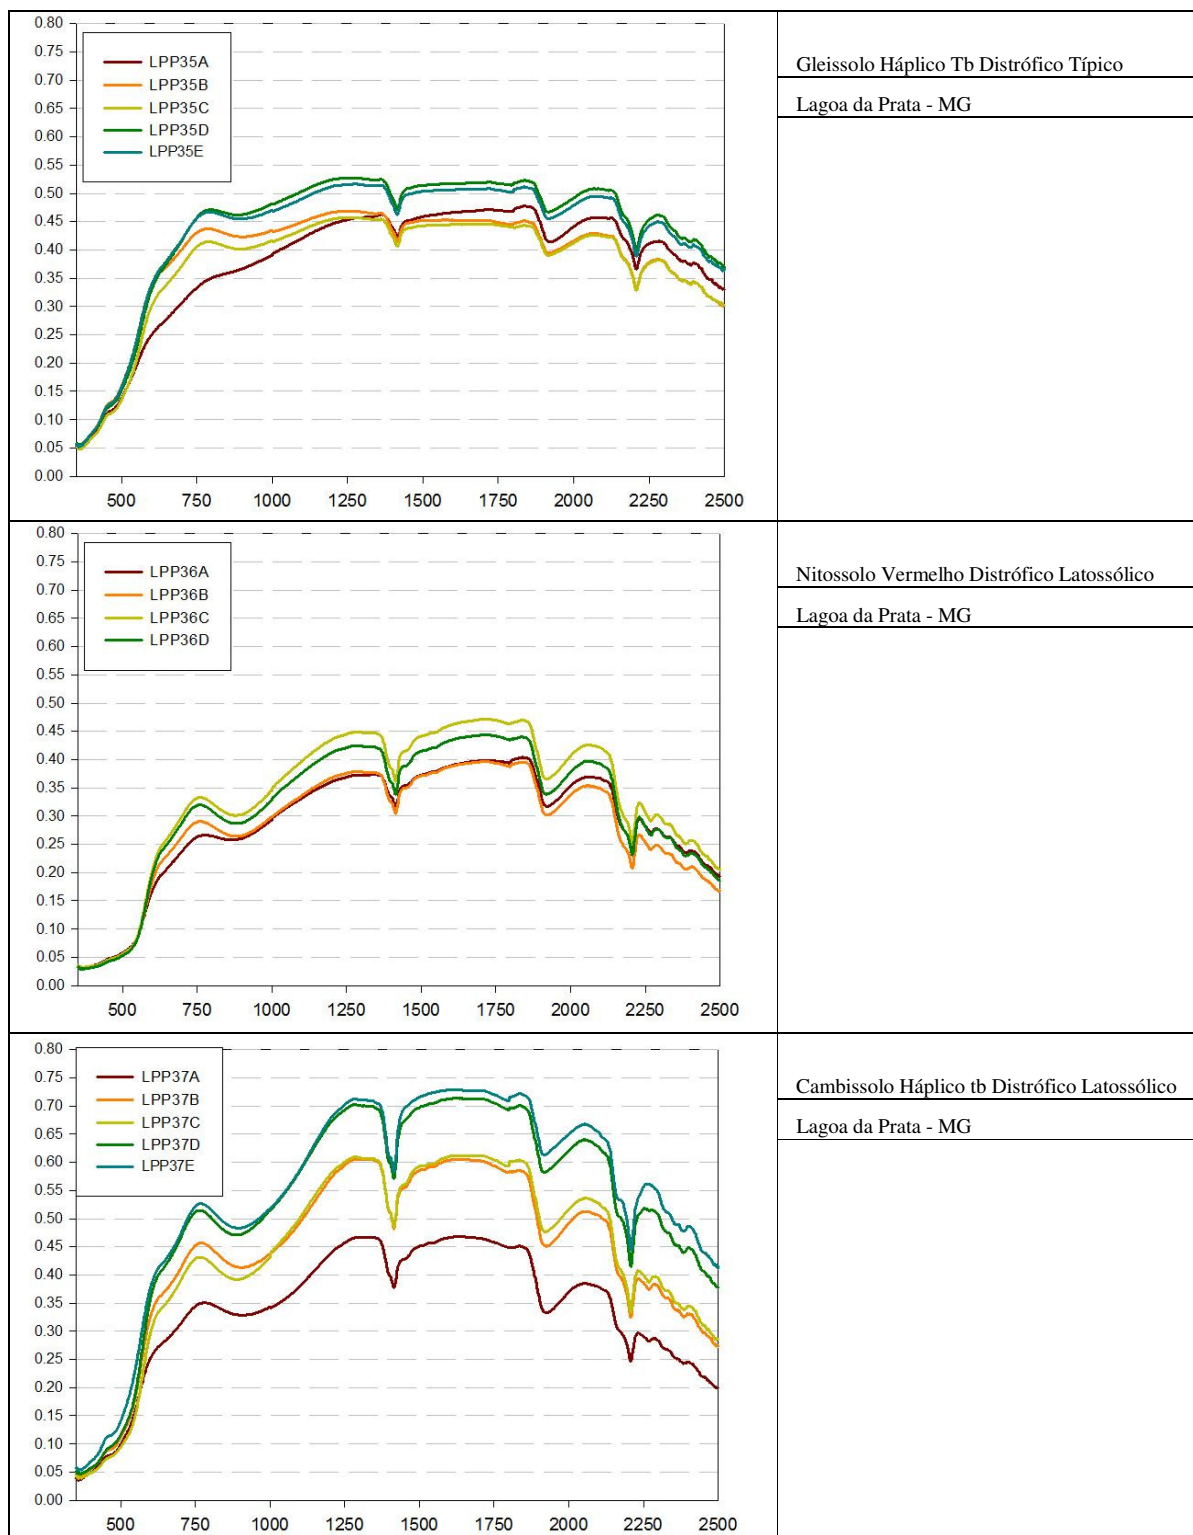 0.80
0.75
0.70
0.65
0.60
0.55
0.50
0.45
0.40
0.35
0.30
0.25
0.20
0.15
0.10
0.05
0.00
LPP35A
LPP35B
LPP35C
LPP35D
LPP35E
500 750 1000 1250 1500 1750 2000 2250 2500
Gleissolo Háplico Tb Distrófico Típico
Lagoa da Prata - MG
0.80
0.75
0.70
0.65
0.60
0.55
0.50
0.45
0.40
0.35
0.30
0.25
0.20
0.15
0.10
0.05
0.00
LPP36A
LPP36B
LPP36C
LPP36D
500 750 1000 1250 1500 1750 2000 2250 2500
Nitossolo Vermelho Distrófico Latossólico
Lagoa da Prata - MG
0.80
0.75
0.70
0.65
0.60
0.55
0.50
0.45
0.40
0.35
0.30
0.25
0.20
0.15
0.10
0.05
0.00
LPP37A
LPP37B
LPP37C
LPP37D
LPP37E
500 750 1000 1250 1500 1750 2000 2250 2500
Cambissolo Háplico tb Distrófico Latossólico
Lagoa da Prata - MG